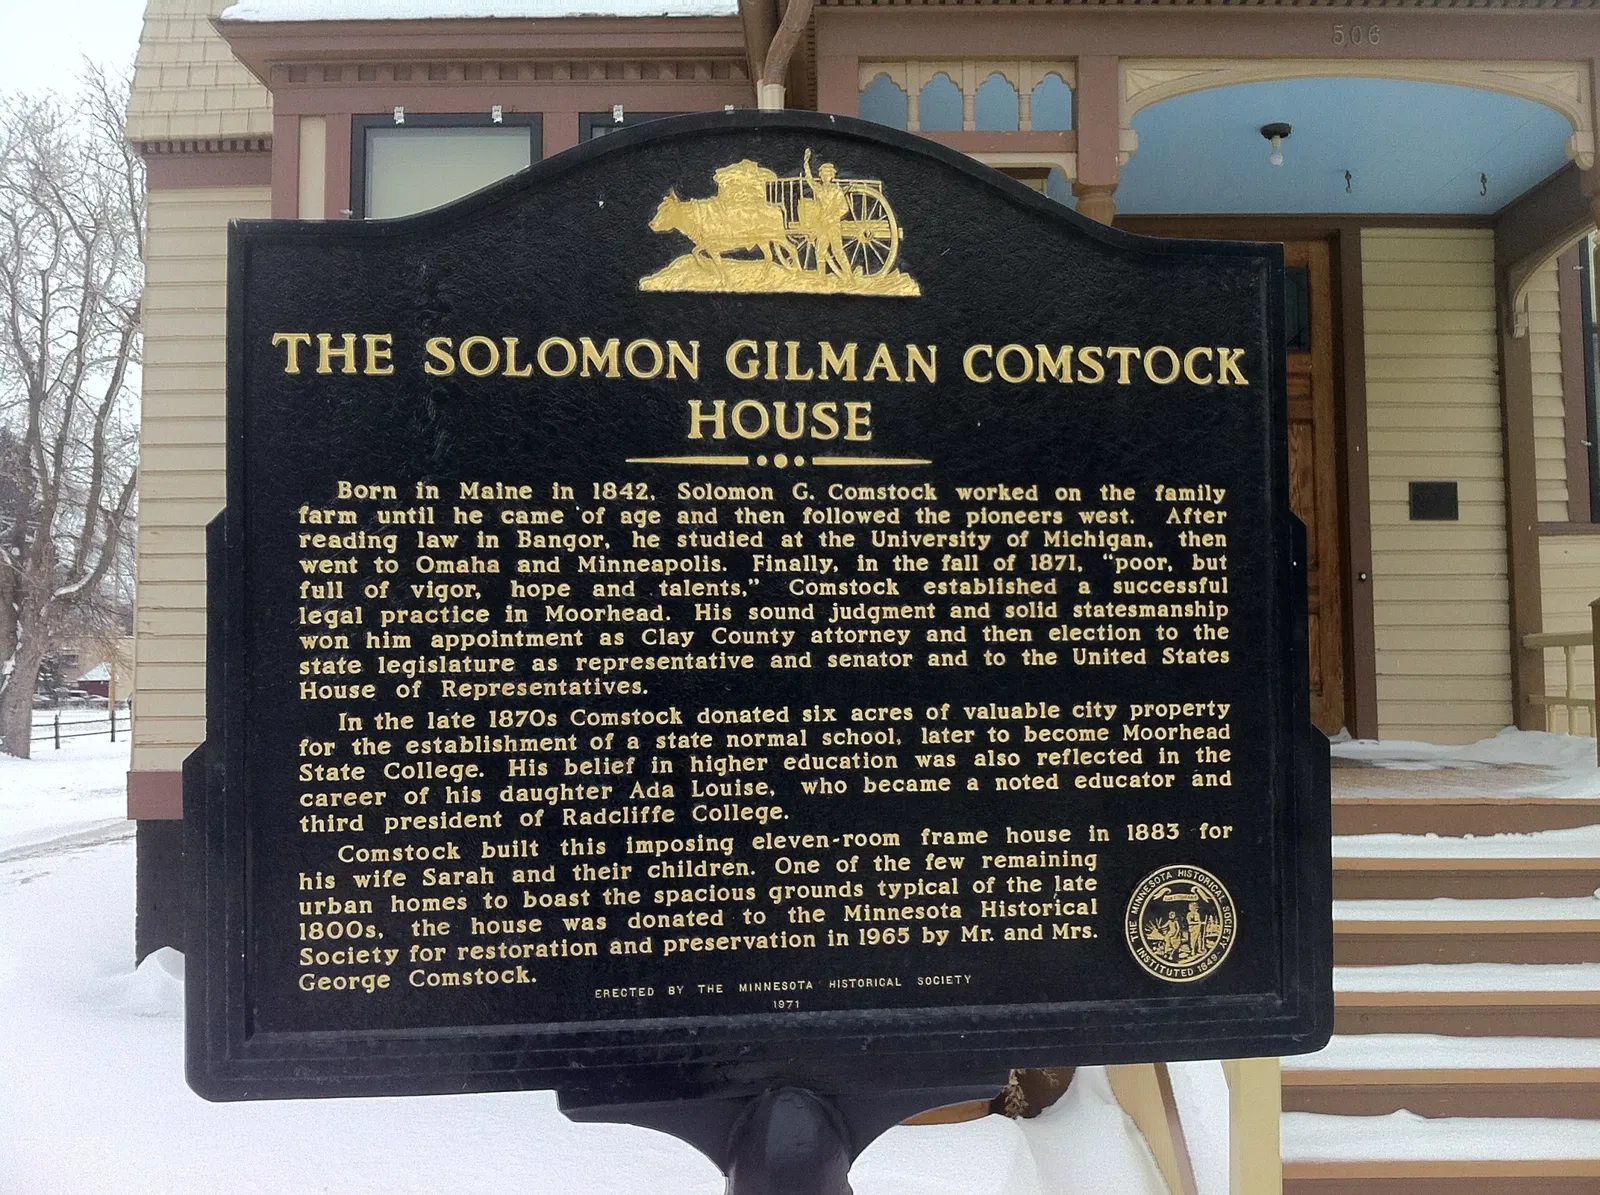 506
THE SOLOMON GILMAN COMSTOCK
HOUSE
Born in Maine in 1842, Solomon G. Comstock worked on the family
farm until he came of age and then followed the pioneers west. After
reading law in Bangor, he studied at the University of Michigan, then
went to Omaha and Minneapolis. Finally, in the fall of 1871, "poor, but
full of vigor, hope and talents," Comstock established a successful
legal practice in Moorhead. His sound judgment and solid statesmanship
won him appointment as Clay County attorney and then election to the
state legislature as representative and senator and to the United States
House of Representatives.
In the late 1870s Comstock donated six acres of valuable city property
for the establishment of a state normal school, later to become Moorhead
State College. His belief in higher education was also reflected in the
career of his daughter Ada Louise, who became a noted educator and
third president of Radcliffe College.
Comstock built this imposing eleven-room frame house in 1883 for
his wife Sarah and their children. One of the few remaining
urban homes to boast the spacious grounds typical of the late
1800s, the house was donated to the Minnesota Historical
Society for restoration and preservation in 1965 by Mr. and Mrs.
George Comstock.
THE MINNESOTA HISTORICAL SOCIETY
INSTITUTED 1849
ERECTED BY THE MINNESOTA HISTORICAL SOCIETY
1971